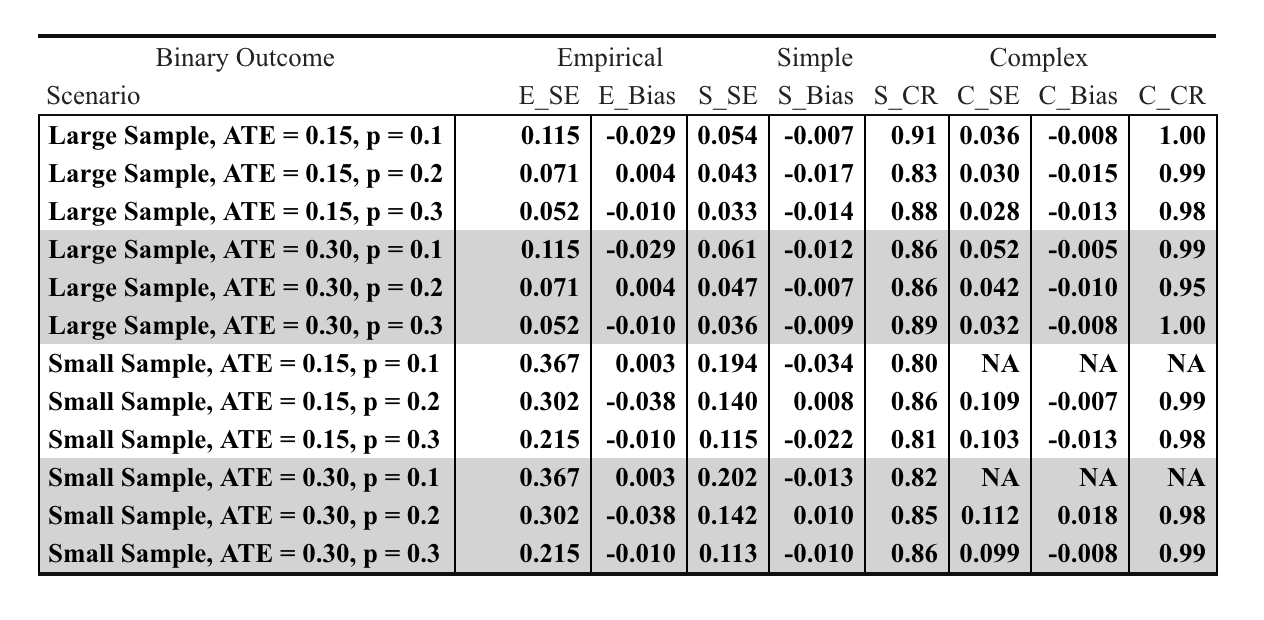 Binary Outcome Empirical Simple Complex
Scenario E_SE E_Bias S_SE S_Bias S_CR C_SE C_Bias C_CR
Large Sample, ATE = 0.15, p = 0.1 0.115 -0.029 0.054 -0.007 0.91 0.036 -0.008 1.00
Large Sample, ATE = 0.15, p = 0.2 0.071 0.004 0.043 -0.017 0.83 0.030 -0.015 0.99
Large Sample, ATE = 0.15, p = 0.3 0.052 -0.010 0.033 -0.014 0.88 0.028 -0.013 0.98
Large Sample, ATE = 0.30, p = 0.1 0.115 -0.029 0.061 -0.012 0.86 0.052 -0.005 0.99
Large Sample, ATE = 0.30, p = 0.2 0.071 0.004 0.047 -0.007 0.86 0.042 -0.010 0.95
Large Sample, ATE = 0.30, p = 0.3 0.052 -0.010 0.036 -0.009 0.89 0.032 -0.008 1.00
Small Sample, ATE = 0.15, p = 0.1 0.367 0.003 0.194 -0.034 0.80 NA NA NA
Small Sample, ATE = 0.15, p = 0.2 0.302 -0.038 0.140 0.008 0.86 0.109 -0.007 0.99
Small Sample, ATE = 0.15, p = 0.3 0.215 -0.010 0.115 -0.022 0.81 0.103 -0.013 0.98
Small Sample, ATE = 0.30, p = 0.1 0.367 0.003 0.202 -0.013 0.82 NA NA NA
Small Sample, ATE = 0.30, p = 0.2 0.302 -0.038 0.142 0.010 0.85 0.112 0.018 0.98
Small Sample, ATE = 0.30, p = 0.3 0.215 -0.010 0.113 -0.010 0.86 0.099 -0.008 0.99